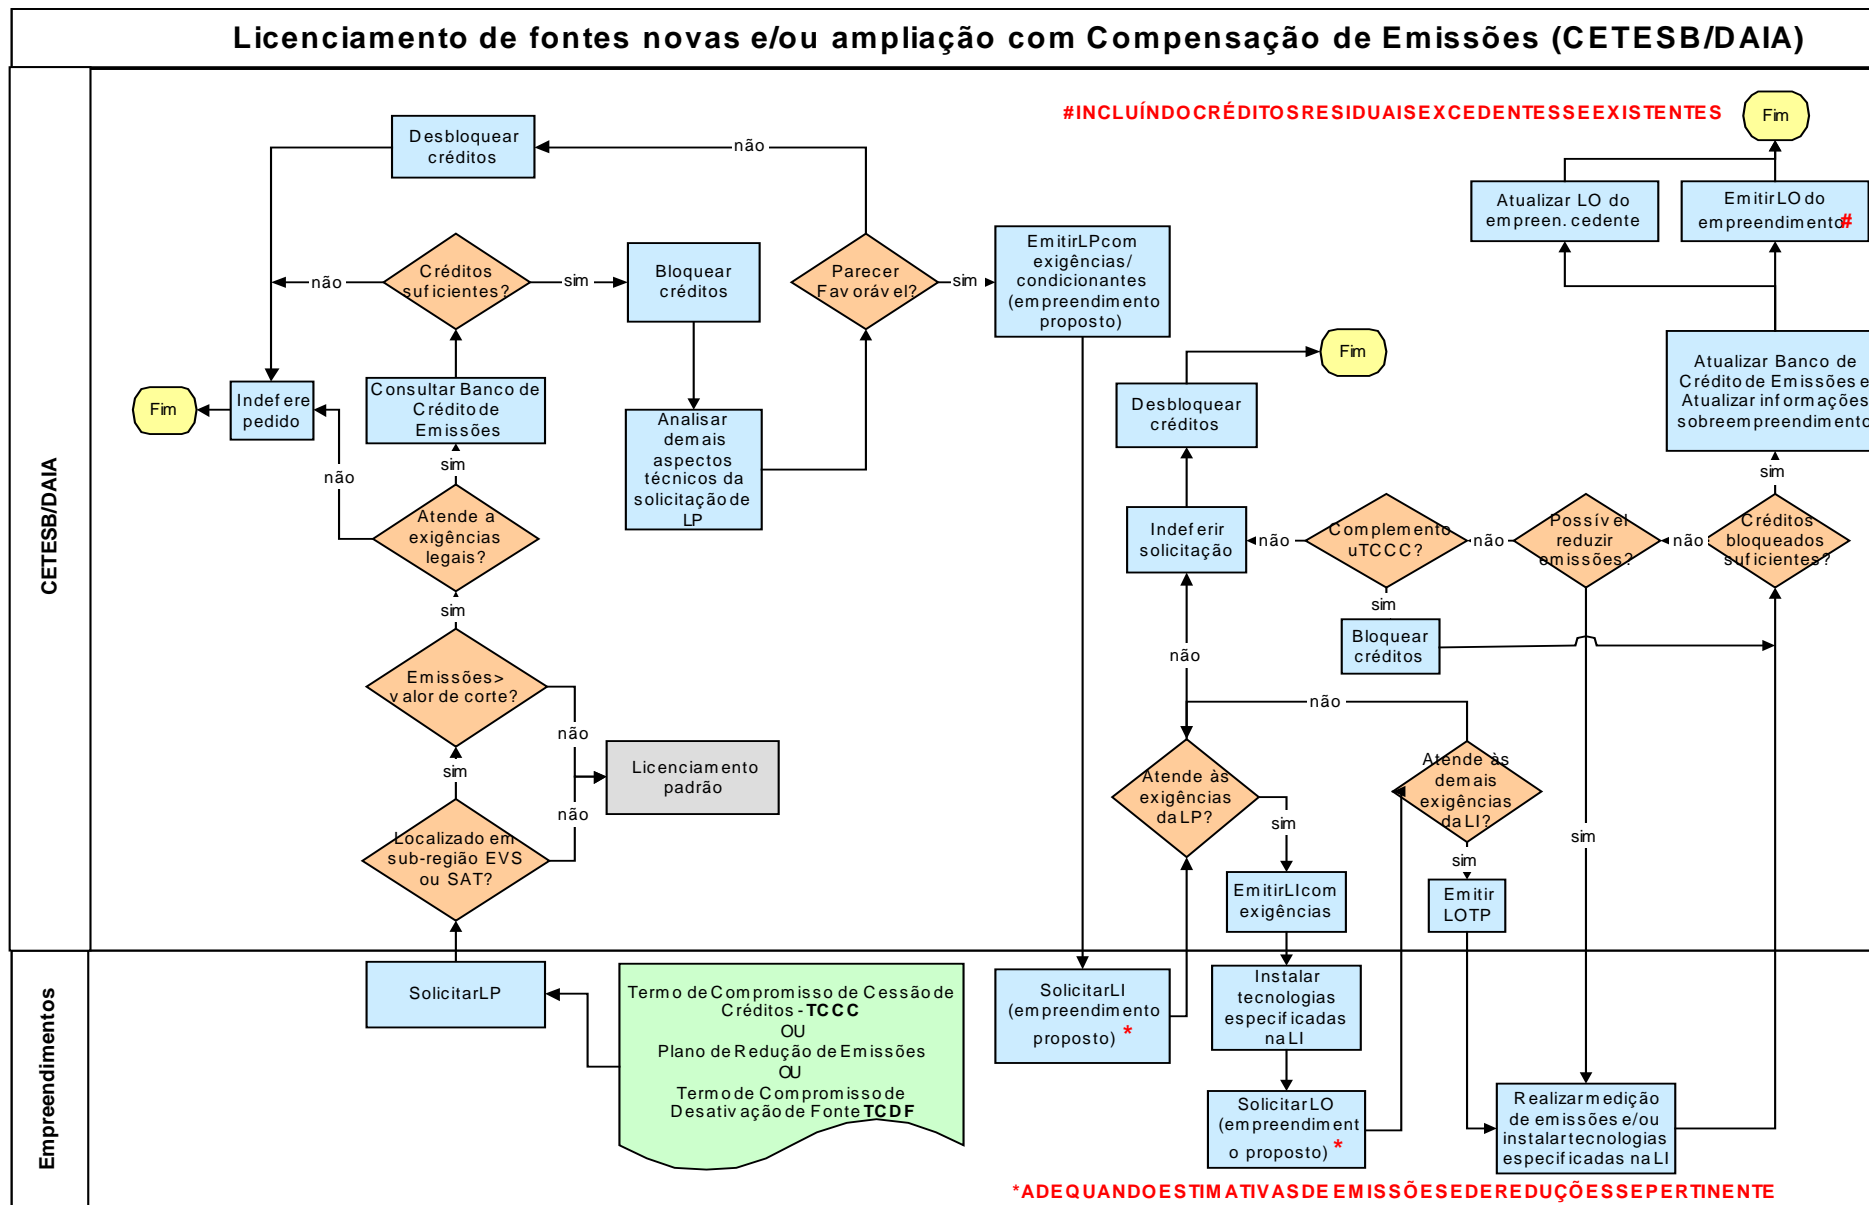 Licenciamento de fontes novas e/ou ampliação com Compensação de Emissões (CETESB/DAIA)
CETESB/DAIA
#INCLUÍNDO CRÉDITOS RESIDUAIS EXCEDENTES SE EXISTENTES
Fim
Desbloquear
créditos
não
Atualizar LO do
empreen. cedente
Emitir LO do
empreendimento#
não
Créditos
suficientes?
sim
Bloquear
créditos
Parecer
Favorável?
sim
Emitir LP com
exigências/
condicionantes
(empreendimento
proposto)
Fim
Atualizar Banco de
Crédito de Emissões e
Atualizar informações
sobre empreendimento
Fim
Indefere
pedido
Consultar Banco de
Crédito de
Emissões
Analisar
demais
aspectos
técnicos da
solicitação de
LP
Desbloquear
créditos
não
sim
sim
Atende a
exigências
legais?
Indeferir
solicitação
não
Complemento
uTCCC?
não
Possível
reduzir
emissões?
não
Créditos
bloqueados
suficientes?
sim
sim
Bloquear
créditos
não
Emissões>
valor de corte?
não
não
sim
Licenciamento
padrão
Atende às
exigências
da LP?
Atende às
demais
exigências
da LI?
não
sim
sim
sim
Localizado em
sub-região EVS
ou SAT?
Emitir LI com
exigências
Emitir
LOTP
Empreendimentos
Solicitar LP
Termo de Compromisso de Cessão de
Créditos - TCCC
OU
Plano de Redução de Emissões
OU
Termo de Compromisso de
Desativação de Fonte TCDF
Solicitar LI
(empreendimento
proposto) *
Instalar
tecnologias
especificadas
na LI
Solicitar LO
(empreendiment
o proposto) *
Realizar medição
de emissões e/ou
instalar tecnologias
especificadas na LI
*ADEQUANDO ESTIMATIVAS DE EMISSÕES E DE REDUÇÕES SE PERTINENTE